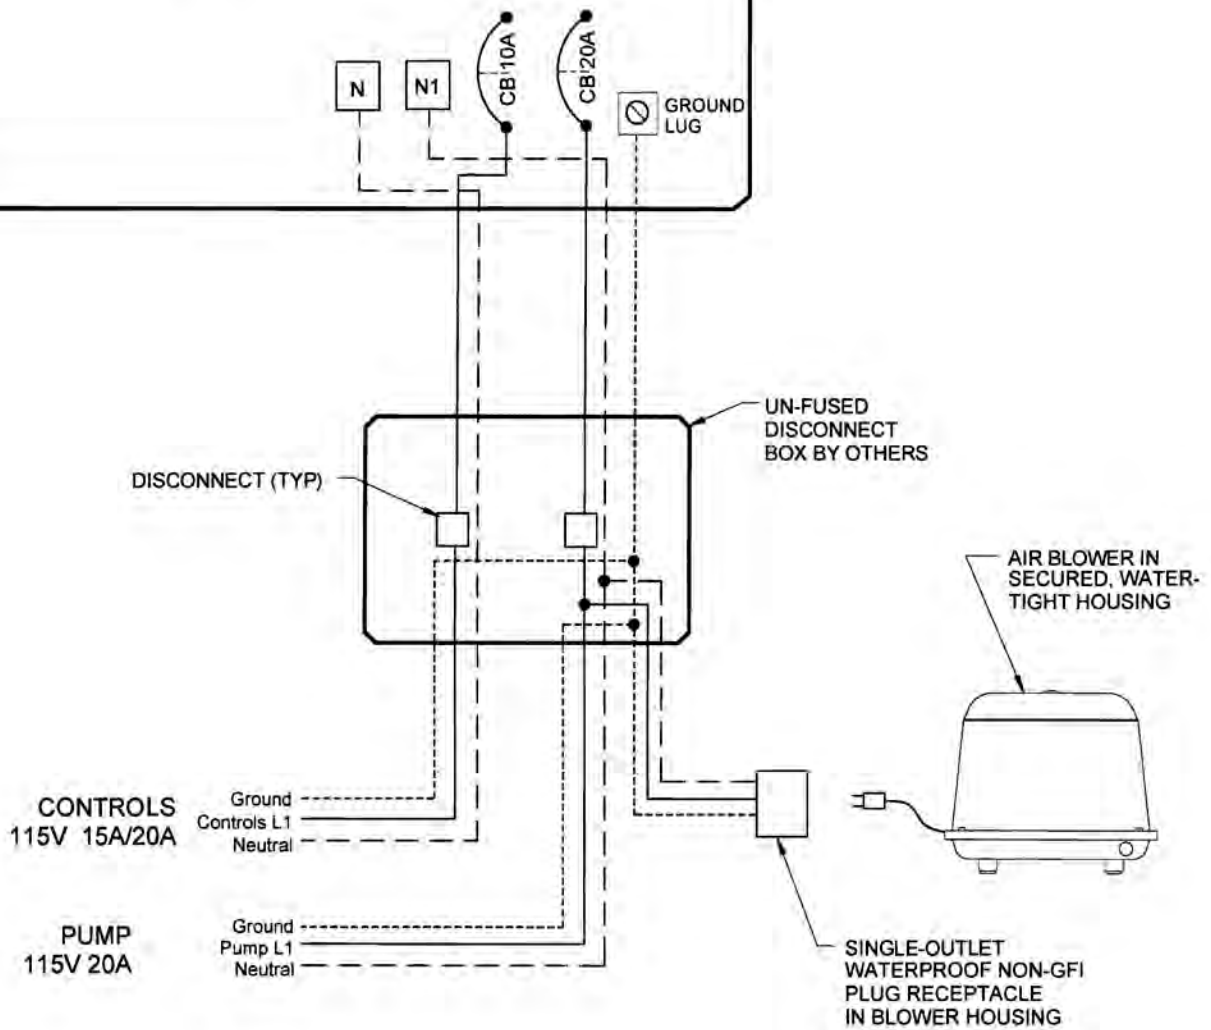 N
N1
CB 10A
CB 20A
GROUND
LUG
UN-FUSED
DISCONNECT
BOX BY OTHERS
DISCONNECT (TYP)
AIR BLOWER IN
SECURED, WATER-
TIGHT HOUSING
CONTROLS
115V 15A/20A
Ground
Controls L1
Neutral
PUMP
115V 20A
Ground
Pump L1
Neutral
SINGLE-OUTLET
WATERPROOF NON-GFI
PLUG RECEPTACLE
IN BLOWER HOUSING